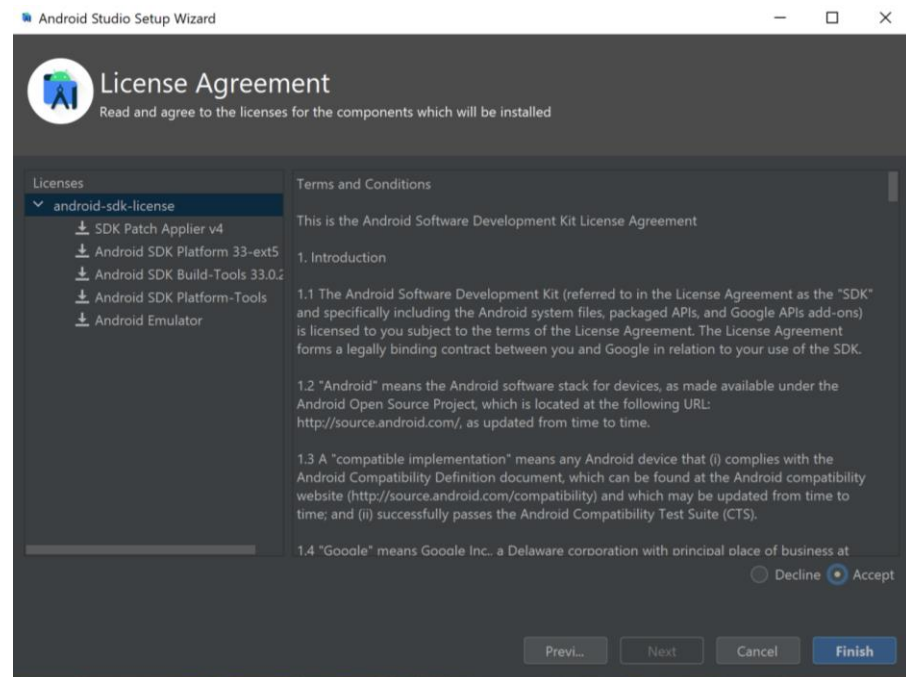 Android Studio Setup Wizard
License Agreement
Read and agree to the licenses for the components which will be installed
Licenses
android-sdk-license
SDK Patch Applier v4
Android SDK Platform 33-ext5
Android SDK Build-Tools 33.0.2
Android SDK Platform-Tools
Android Emulator
Terms and Conditions
This is the Android Software Development Kit License Agreement
1. Introduction
1.1 The Android Software Development Kit (referred to in the License Agreement as the "SDK"
and specifically including the Android system files, packaged APIs, and Google APIs add-ons)
is licensed to you subject to the terms of the License Agreement. The License Agreement
forms a legally binding contract between you and Google in relation to your use of the SDK.
1.2 "Android" means the Android software stack for devices, as made available under the
Android Open Source Project, which is located at the following URL:
http://source.android.com/, as updated from time to time.
1.3 A "compatible implementation" means any Android device that (i) complies with the
Android Compatibility Definition document, which can be found at the Android compatibility
website (http://source.android.com/compatibility) and which may be updated from time to
time; and (ii) successfully passes the Android Compatibility Test Suite (CTS).
1.4 "Google" means Google Inc., a Delaware corporation with principal place of business at
Decline Accept
Previ... Next Cancel Finish